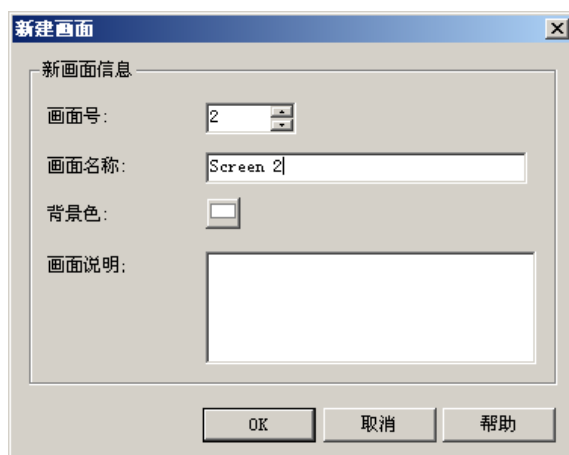 新建画面
新画面信息
画面号: 2
画面名称: Screen 2
背景色:
画面说明:
OK 取消 帮助